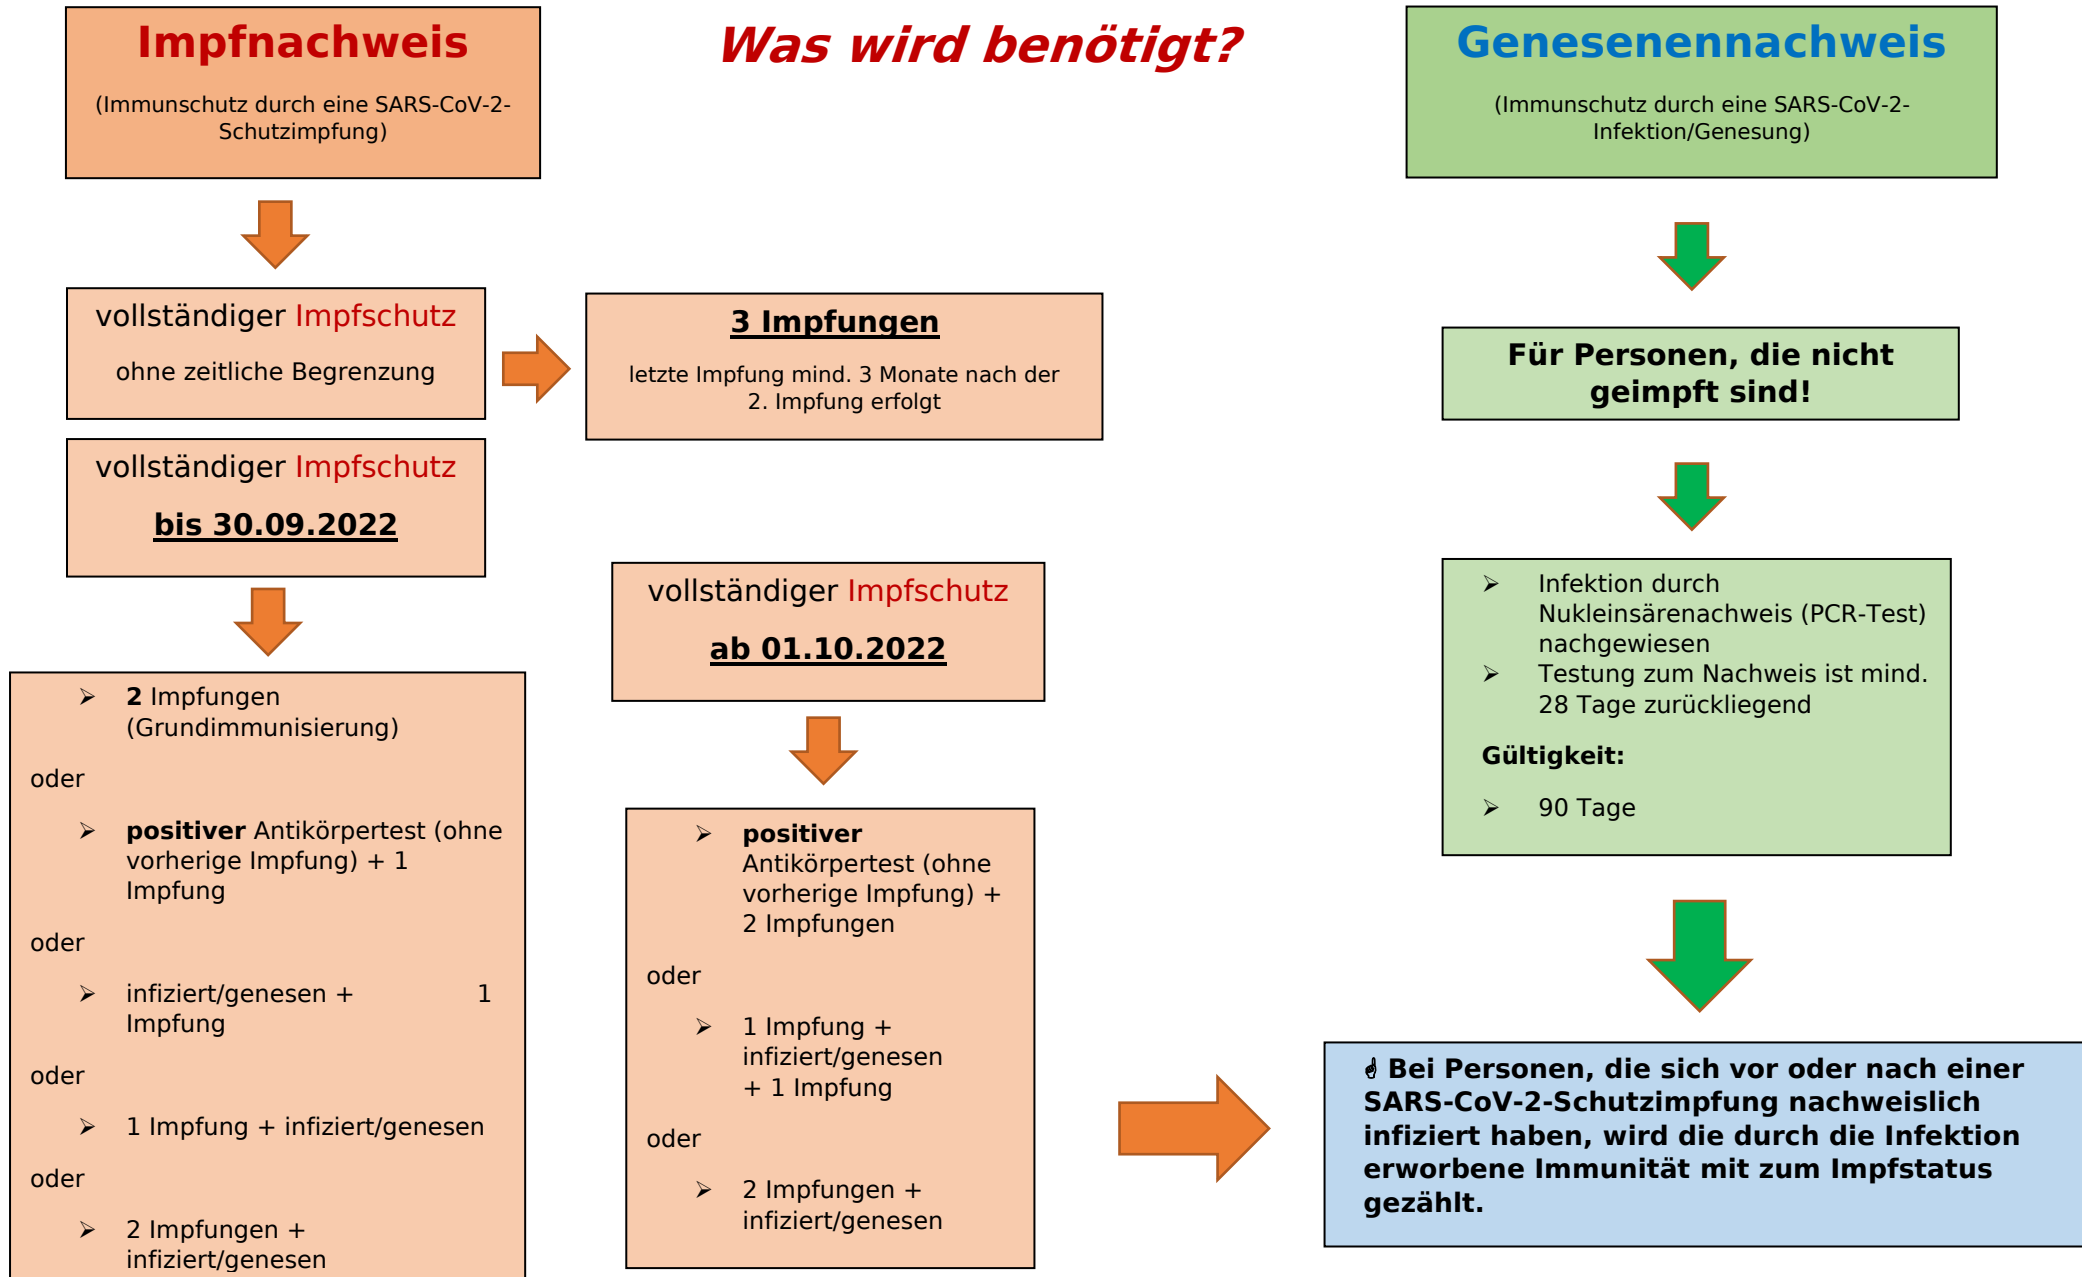 Impfnachweis
(Immunschutz durch eine SARS-CoV-2-
Schutzimpfung)
Was wird benötigt?
Genesenennachweis
(Immunschutz durch eine SARS-CoV-2-
Infektion/Genesung)
vollständiger Impfschutz
ohne zeitliche Begrenzung
3 Impfungen
letzte Impfung mind. 3 Monate nach der
2. Impfung erfolgt
vollständiger Impfschutz
bis 30.09.2022
➢ 2 Impfungen
(Grundimmunisierung)
oder
➢ positiver Antikörpertest (ohne
vorherige Impfung) + 1
Impfung
oder
➢ infiziert/genesen + 1
Impfung
oder
➢ 1 Impfung + infiziert/genesen
oder
➢ 2 Impfungen +
infiziert/genesen
vollständiger Impfschutz
ab 01.10.2022
➢ positiver
Antikörpertest (ohne
vorherige Impfung) +
2 Impfungen
oder
➢ 1 Impfung +
infiziert/genesen
+ 1 Impfung
oder
➢ 2 Impfungen +
infiziert/genesen
Für Personen, die nicht
geimpft sind!
➢ Infektion durch
Nukleinsärenachweis (PCR-Test)
nachgewiesen
➢ Testung zum Nachweis ist mind.
28 Tage zurückliegend
Gültigkeit:
➢ 90 Tage
Bei Personen, die sich vor oder nach einer
SARS-CoV-2-Schutzimpfung nachweislich
infiziert haben, wird die durch die Infektion
erworbene Immunität mit zum Impfstatus
gezählt.